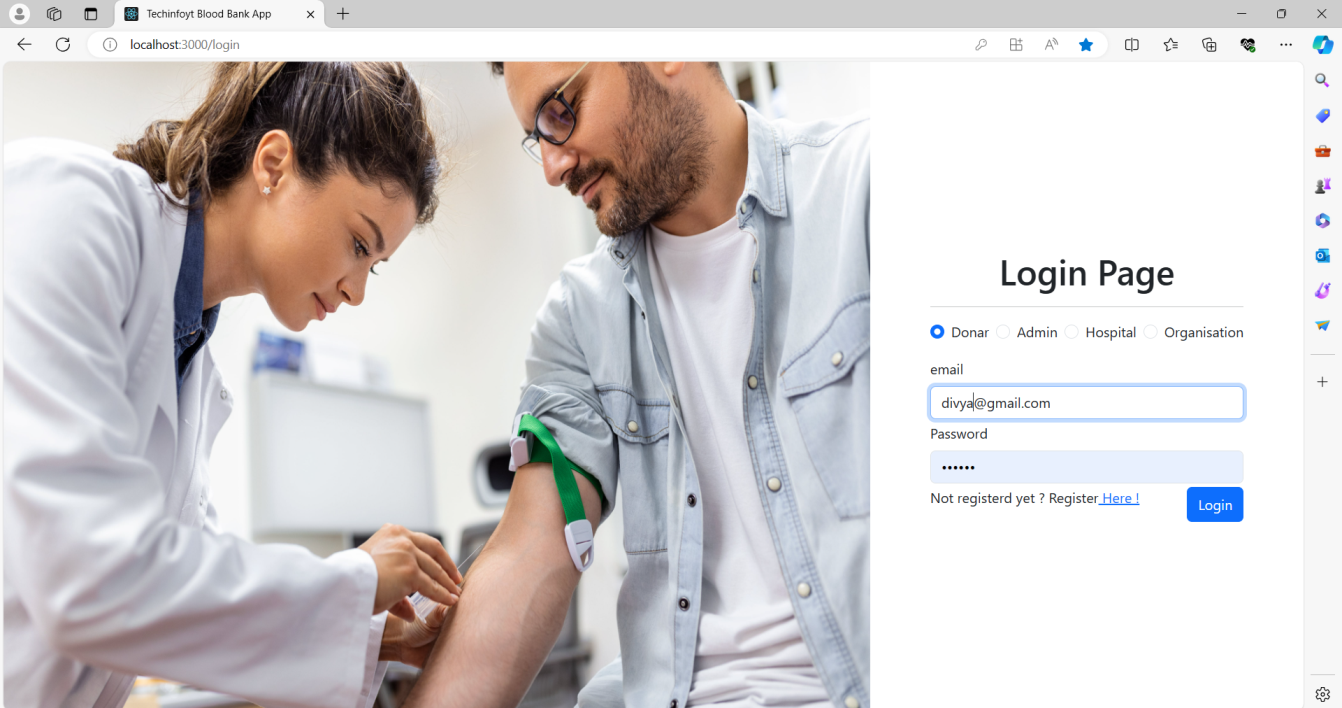 Techinfoyt Blood Bank App
localhost:3000/login
Login Page
Donar Admin Hospital Organisation
email
divya@gmail.com
Password
••••••
Not registerd yet ? Register Here !
Login